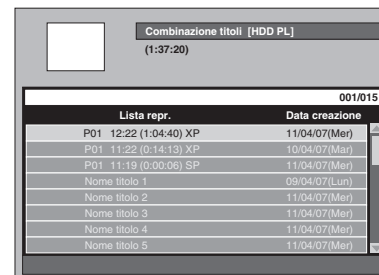 Combinazione titoli [HDD PL]
(1:37:20)
001/015
Lista repr. Data creazione
P01 12:22 (1:04:40) XP 11/04/07(Mer)
P01 11:22 (0:14:13) XP 10/04/07(Mar)
P01 11:19 (0:00:06) SP 11/04/07(Mer)
Nome titolo 1 09/04/07(Lun)
Nome titolo 2 11/04/07(Mer)
Nome titolo 3 11/04/07(Mer)
Nome titolo 4 11/04/07(Mer)
Nome titolo 5 11/04/07(Mer)